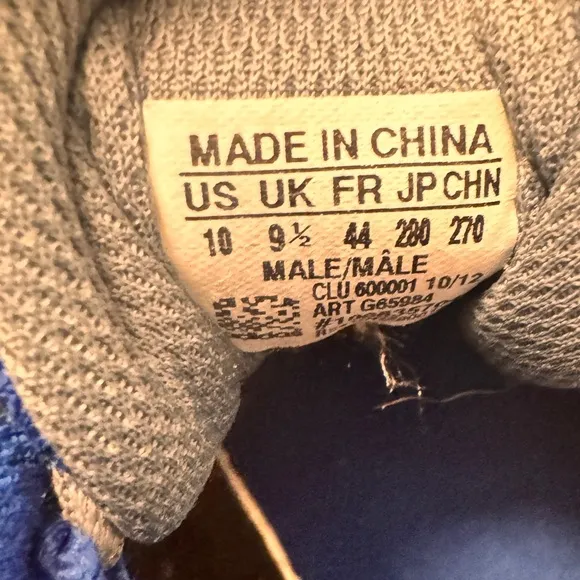 MADE IN CHINA
US UK FR JP CHN
10 9½ 44 280 270
MALE/MÂLE
CLU 600001 10/12
ART G65984